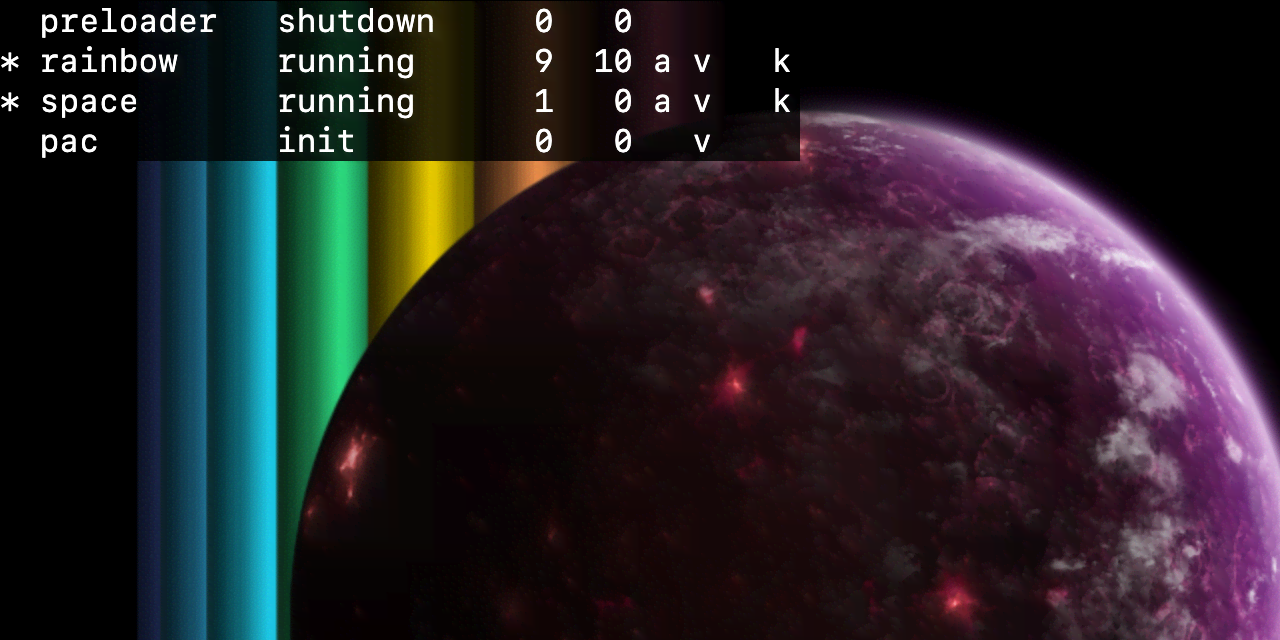 preloader shutdown 0 0
* rainbow running 9 10 a v k
* space running 1 0 a v k
pac init 0 0 v